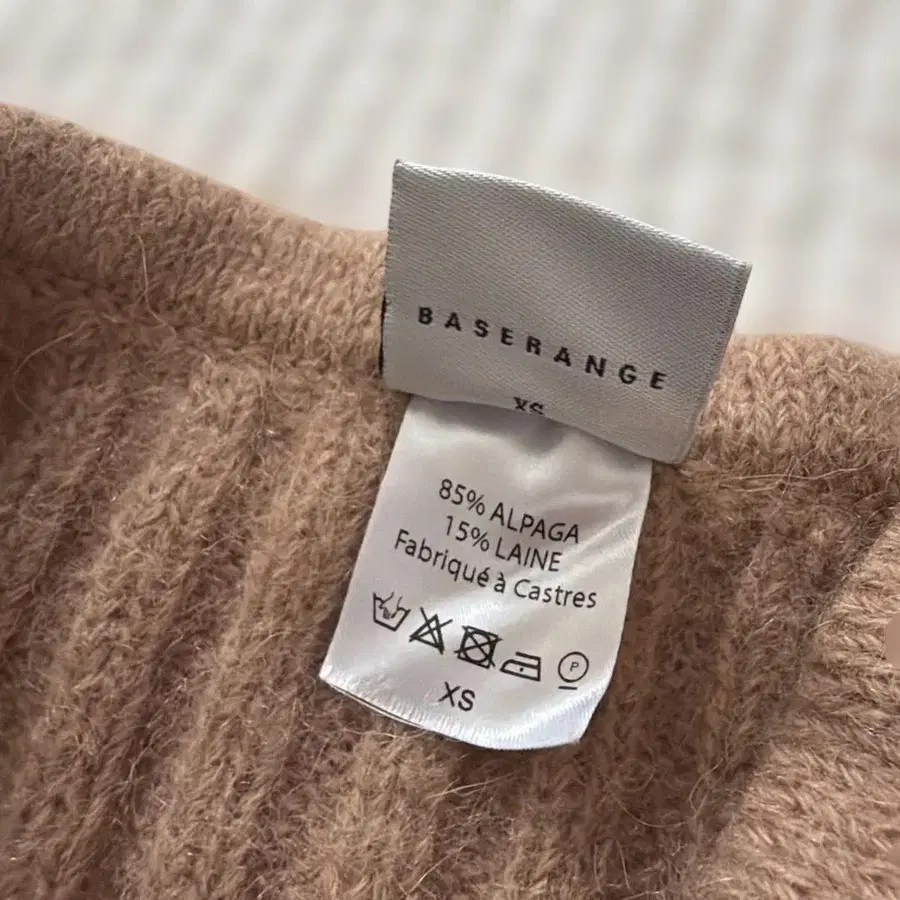 BASERANGE
XS
85% ALPAGA
15% LAINE
Fabriqué à Castres
P
XS